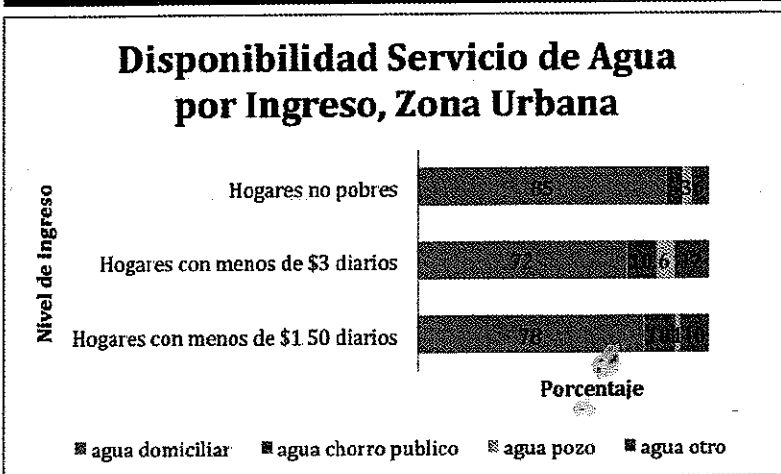 Disponibilidad Servicio de Agua
por Ingreso, Zona Urbana
Nivel de Ingreso
Hogares no pobres
85
3
Hogares con menos de $3 diarios
72
6
Hogares con menos de $1.50 diarios
78
Porcentaje
agua domiciliar agua chorro publico agua pozo agua otro